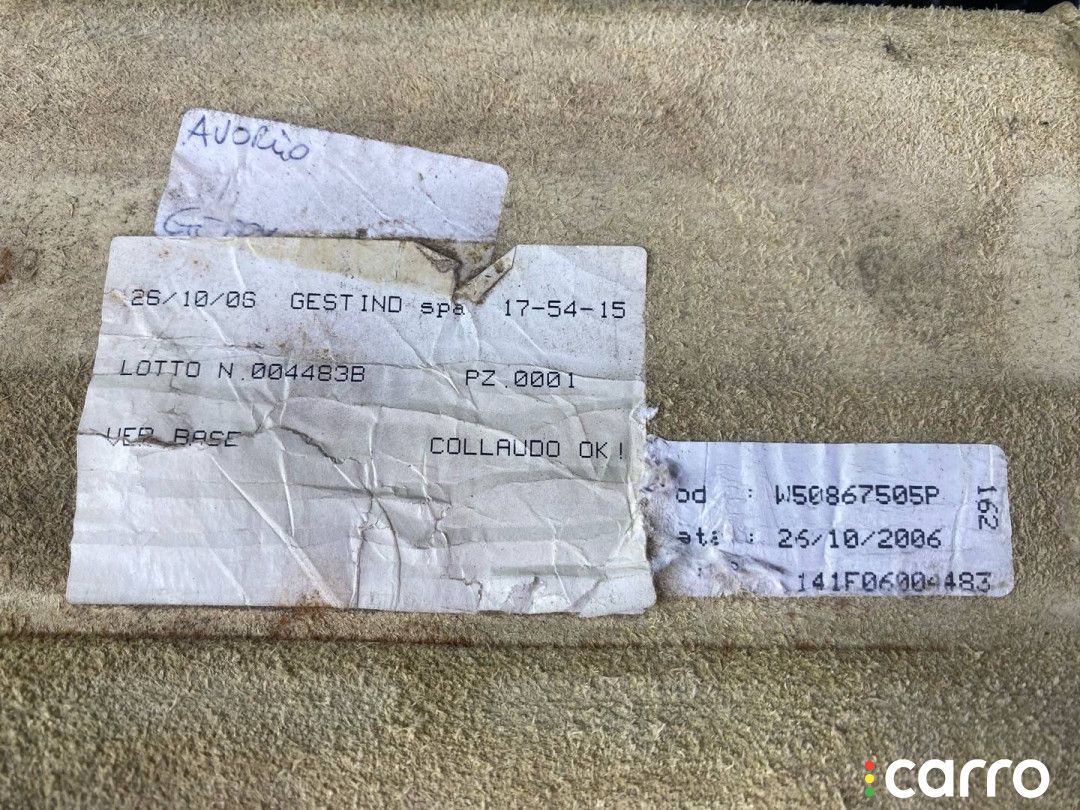 AVORIO
26/10/06 GESTIND spa 17-54-15
LOTTO N.004483B PZ.0001
VER BASE COLLAUDO OK!
od : W50867505P
ata : 26/10/2006
141F06004483
162
carro